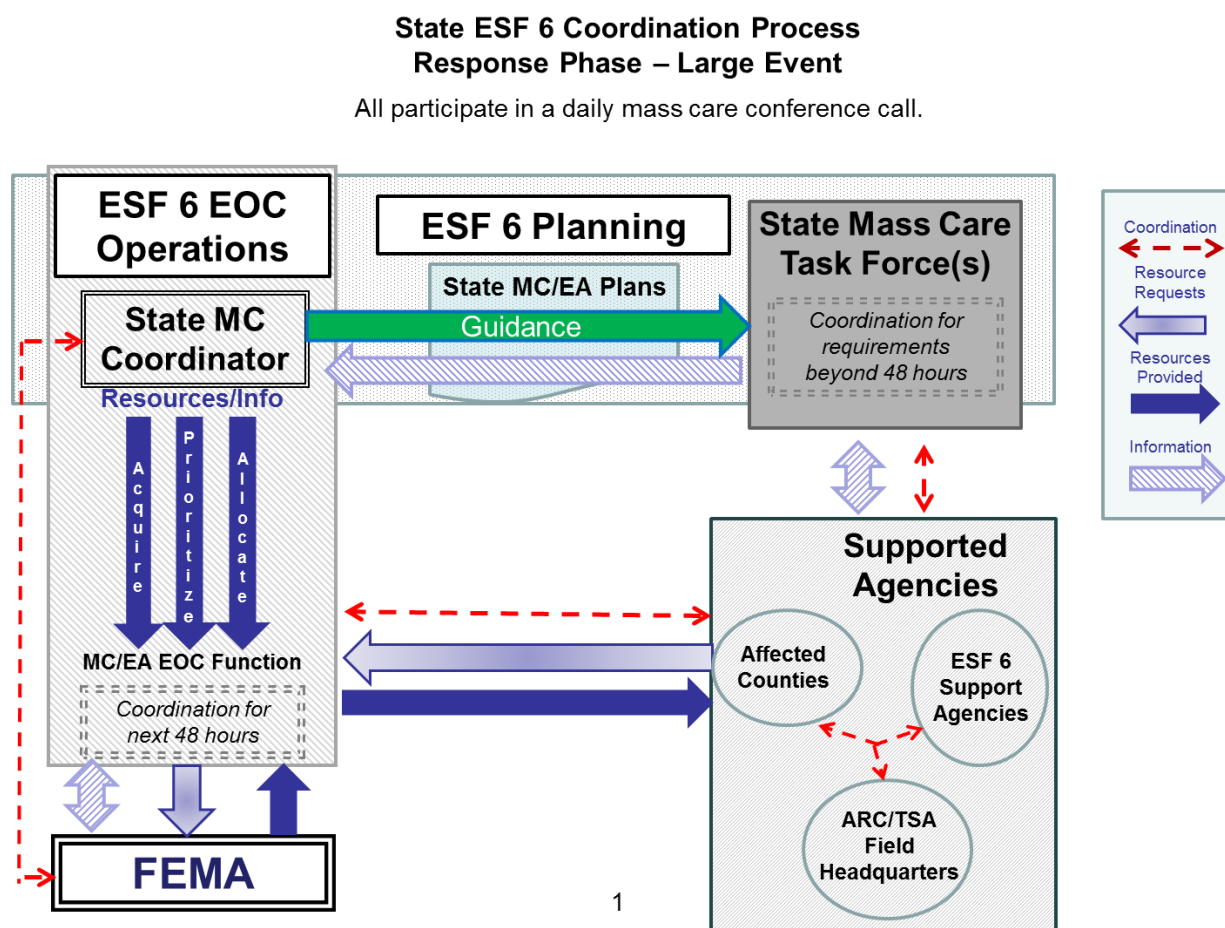 State ESF 6 Coordination Process
Response Phase – Large Event
All participate in a daily mass care conference call.
ESF 6 EOC
Operations
ESF 6 Planning
State Mass Care
Task Force(s)
State MC/EA Plans
State MC
Coordinator
Guidance
Coordination for
requirements
beyond 48 hours
Resources/Info
Acquire
Prioritize
Allocate
MC/EA EOC Function
Coordination for
next 48 hours
FEMA
Supported
Agencies
Affected
Counties
ESF 6
Support
Agencies
ARC/TSA
Field
Headquarters
Coordination
Resource
Requests
Resources
Provided
Information
1